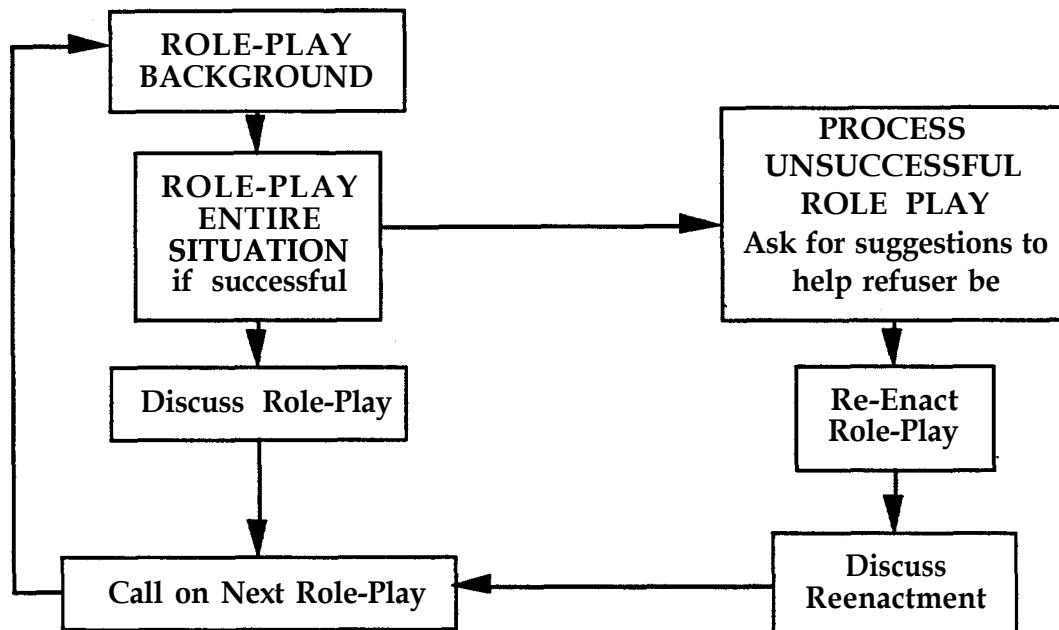 ROLE-PLAY
BACKGROUND
ROLE-PLAY
ENTIRE
SITUATION
if successful
Discuss Role-Play
Call on Next Role-Play
PROCESS
UNSUCCESSFUL
ROLE PLAY
Ask for suggestions to
help refuser be
Re-Enact
Role-Play
Discuss
Reenactment